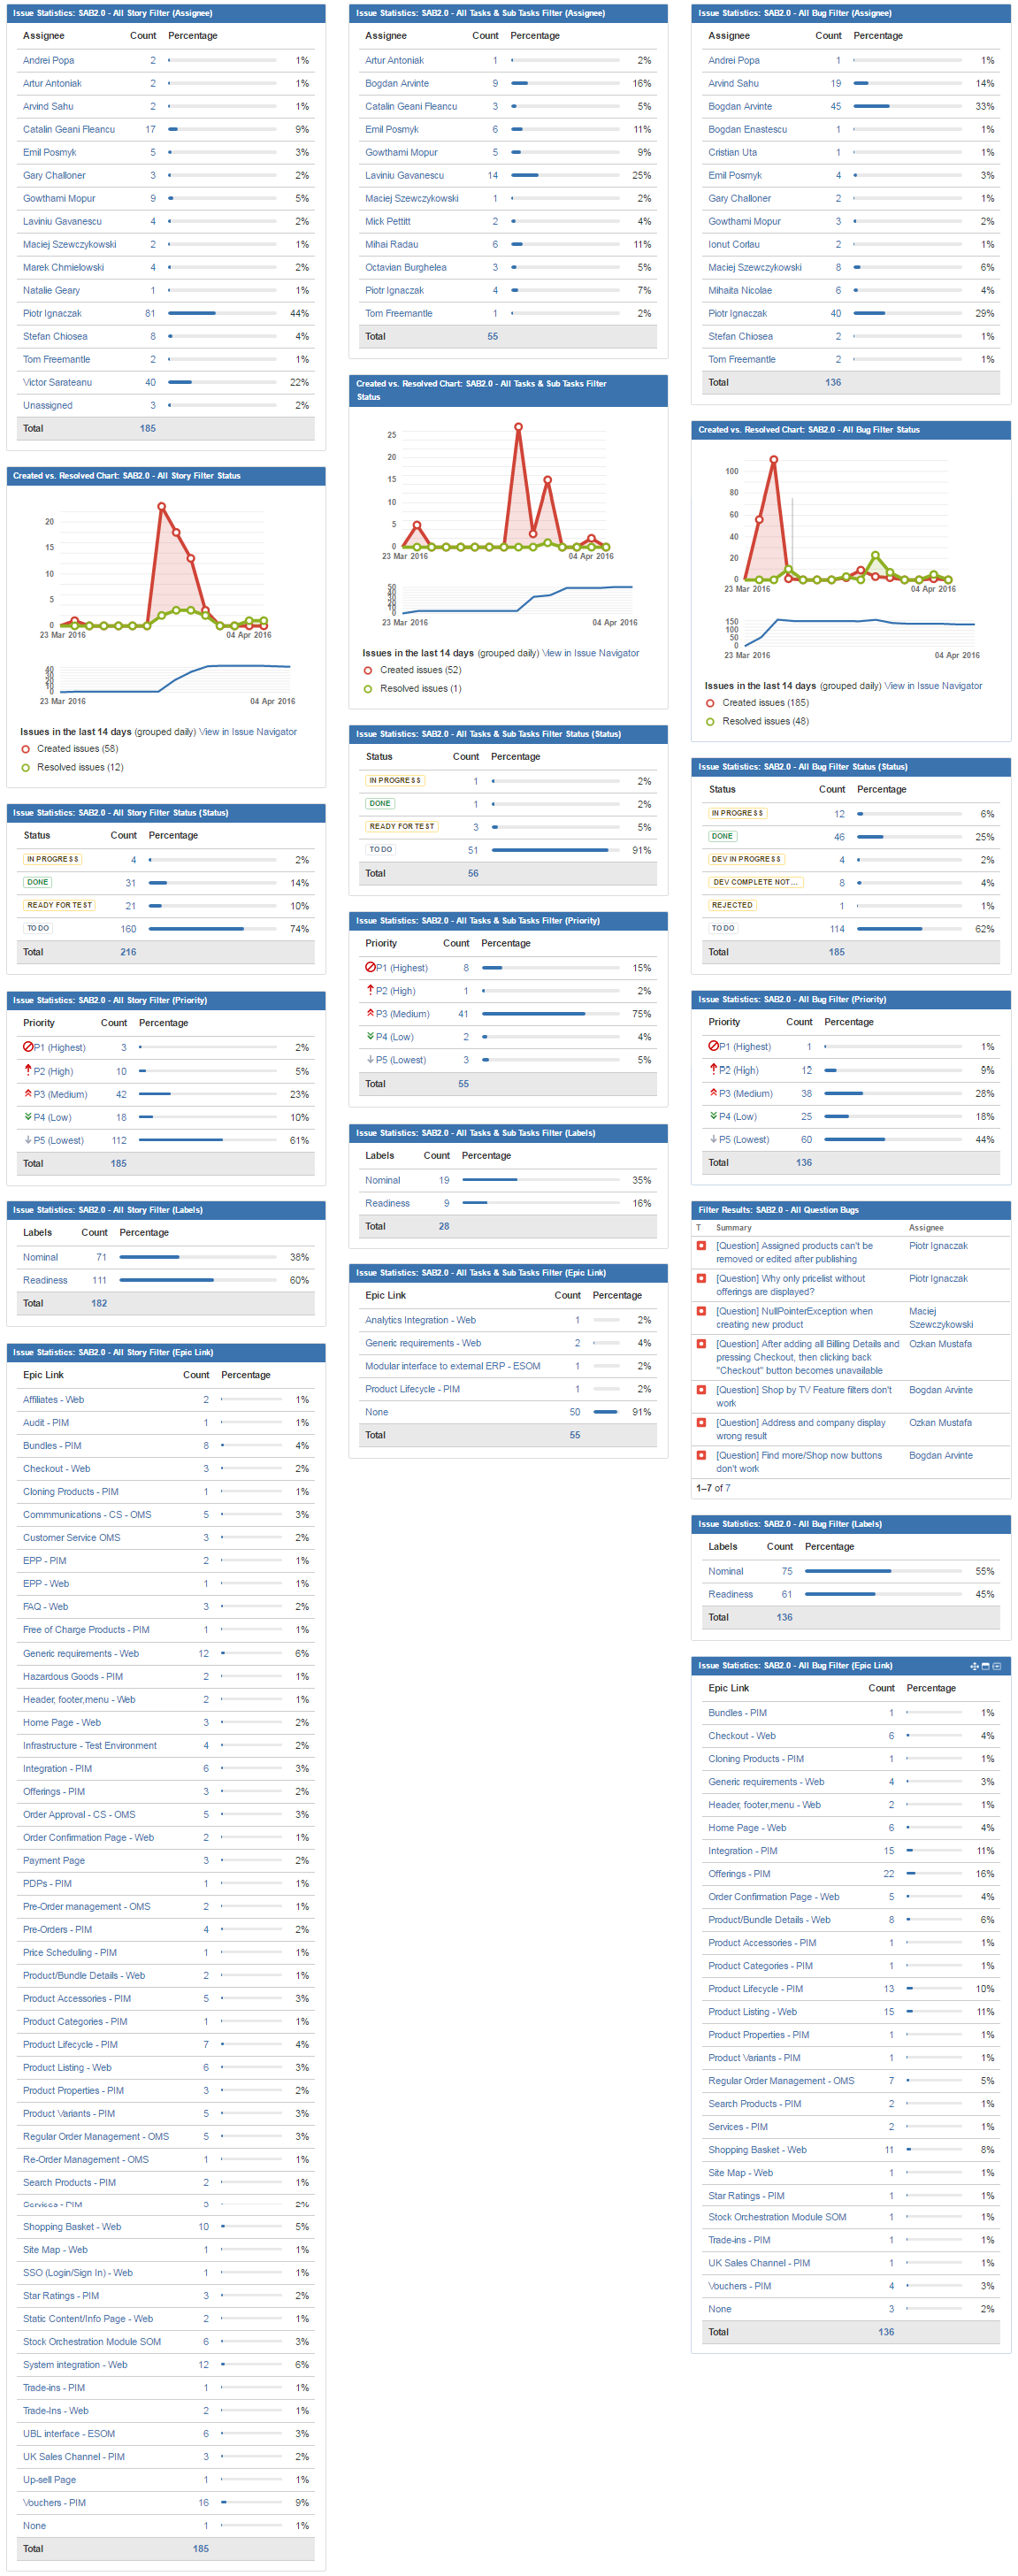 Issue Statistics: SAB2.0 - All Story Filter (Assignee)
Assignee Count Percentage
Andrei Popa 2 1%
Artur Antoniak 2 1%
Arvind Sahu 2 1%
Catalin Geani Fleancu 17 9%
Emil Posmyk 5 3%
Gary Challoner 3 2%
Gowthami Mopur 9 5%
Laviniu Gavanescu 4 2%
Maciej Szewczykowski 2 1%
Marek Chmielowski 4 2%
Natalie Geary 1 1%
Piotr Ignaczak 81 44%
Stefan Chiosea 8 4%
Tom Freemantle 2 1%
Victor Sarateanu 40 22%
Unassigned 3 2%
Total 185
Created vs. Resolved Chart: SAB2.0 - All Story Filter Status
20
15
10
5
0
23 Mar 2016 04 Apr 2016
40
30
20
10
0
23 Mar 2016 04 Apr 2016
Issues in the last 14 days (grouped daily) View in Issue Navigator
Created issues (58)
Resolved issues (12)
Issue Statistics: SAB2.0 - All Story Filter Status (Status)
Status Count Percentage
IN PROGRESS 4 2%
DONE 31 14%
READY FOR TEST 21 10%
TO DO 160 74%
Total 216
Issue Statistics: SAB2.0 - All Story Filter (Priority)
Priority Count Percentage
P1 (Highest) 3 2%
P2 (High) 10 5%
P3 (Medium) 42 23%
P4 (Low) 18 10%
P5 (Lowest) 112 61%
Total 185
Issue Statistics: SAB2.0 - All Story Filter (Labels)
Labels Count Percentage
Nominal 71 38%
Readiness 111 60%
Total 182
Issue Statistics: SAB2.0 - All Story Filter (Epic Link)
Epic Link Count Percentage
Affiliates - Web 2 1%
Audit - PIM 1 1%
Bundles - PIM 8 4%
Checkout - Web 3 2%
Cloning Products - PIM 1 1%
Commmunications - CS - OMS 5 3%
Customer Service OMS 3 2%
EPP - PIM 2 1%
EPP - Web 1 1%
FAQ - Web 3 2%
Free of Charge Products - PIM 1 1%
Generic requirements - Web 12 6%
Hazardous Goods - PIM 2 1%
Header, footer,menu - Web 2 1%
Home Page - Web 3 2%
Infrastructure - Test Environment 4 2%
Integration - PIM 6 3%
Offerings - PIM 3 2%
Order Approval - CS - OMS 5 3%
Order Confirmation Page - Web 2 1%
Payment Page 3 2%
PDPs - PIM 1 1%
Pre-Order management - OMS 2 1%
Pre-Orders - PIM 4 2%
Price Scheduling - PIM 1 1%
Product/Bundle Details - Web 2 1%
Product Accessories - PIM 5 3%
Product Categories - PIM 1 1%
Product Lifecycle - PIM 7 4%
Product Listing - Web 6 3%
Product Properties - PIM 3 2%
Product Variants - PIM 5 3%
Regular Order Management - OMS 5 3%
Re-Order Management - OMS 1 1%
Search Products - PIM 2 1%
Services - PIM 3 2%
Shopping Basket - Web 10 5%
Site Map - Web 1 1%
SSO (Login/Sign In) - Web 1 1%
Star Ratings - PIM 3 2%
Static Content/Info Page - Web 2 1%
Stock Orchestration Module SOM 6 3%
System integration - Web 12 6%
Trade-ins - PIM 1 1%
Trade-Ins - Web 2 1%
UBL interface - ESOM 6 3%
UK Sales Channel - PIM 3 2%
Up-sell Page 1 1%
Vouchers - PIM 16 9%
None 1 1%
Total 185
Issue Statistics: SAB2.0 - All Tasks & Sub Tasks Filter (Assignee)
Assignee Count Percentage
Artur Antoniak 1 2%
Bogdan Arvinte 9 16%
Catalin Geani Fleancu 3 5%
Emil Posmyk 6 11%
Gowthami Mopur 5 9%
Laviniu Gavanescu 14 25%
Maciej Szewczykowski 1 2%
Mick Pettitt 2 4%
Mihai Radau 6 11%
Octavian Burghelea 3 5%
Piotr Ignaczak 4 7%
Tom Freemantle 1 2%
Total 55
Created vs. Resolved Chart: SAB2.0 - All Tasks & Sub Tasks Filter
Status
25
20
15
10
5
0
23 Mar 2016 04 Apr 2016
50
40
30
20
10
0
23 Mar 2016 04 Apr 2016
Issues in the last 14 days (grouped daily) View in Issue Navigator
Created issues (52)
Resolved issues (1)
Issue Statistics: SAB2.0 - All Tasks & Sub Tasks Filter Status (Status)
Status Count Percentage
IN PROGRESS 1 2%
DONE 1 2%
READY FOR TEST 3 5%
TO DO 51 91%
Total 56
Issue Statistics: SAB2.0 - All Tasks & Sub Tasks Filter (Priority)
Priority Count Percentage
P1 (Highest) 8 15%
P2 (High) 1 2%
P3 (Medium) 41 75%
P4 (Low) 2 4%
P5 (Lowest) 3 5%
Total 55
Issue Statistics: SAB2.0 - All Tasks & Sub Tasks Filter (Labels)
Labels Count Percentage
Nominal 19 35%
Readiness 9 16%
Total 28
Issue Statistics: SAB2.0 - All Tasks & Sub Tasks Filter (Epic Link)
Epic Link Count Percentage
Analytics Integration - Web 1 2%
Generic requirements - Web 2 4%
Modular interface to external ERP - ESOM 1 2%
Product Lifecycle - PIM 1 2%
None 50 91%
Total 55
Issue Statistics: SAB2.0 - All Bug Filter (Assignee)
Assignee Count Percentage
Andrei Popa 1 1%
Arvind Sahu 19 14%
Bogdan Arvinte 45 33%
Bogdan Enastescu 1 1%
Cristian Uta 1 1%
Emil Posmyk 4 3%
Gary Challoner 2 1%
Gowthami Mopur 3 2%
Ionut Corlau 2 1%
Maciej Szewczykowski 8 6%
Mihaita Nicolae 6 4%
Piotr Ignaczak 40 29%
Stefan Chiosea 2 1%
Tom Freemantle 2 1%
Total 136
Created vs. Resolved Chart: SAB2.0 - All Bug Filter Status
100
80
60
40
20
0
23 Mar 2016 04 Apr 2016
150
100
50
0
23 Mar 2016 04 Apr 2016
Issues in the last 14 days (grouped daily) View in Issue Navigator
Created issues (185)
Resolved issues (48)
Issue Statistics: SAB2.0 - All Bug Filter Status (Status)
Status Count Percentage
IN PROGRESS 12 6%
DONE 46 25%
DEV IN PROGRESS 4 2%
DEV COMPLETE NOT... 8 4%
REJECTED 1 1%
TO DO 114 62%
Total 185
Issue Statistics: SAB2.0 - All Bug Filter (Priority)
Priority Count Percentage
P1 (Highest) 1 1%
P2 (High) 12 9%
P3 (Medium) 38 28%
P4 (Low) 25 18%
P5 (Lowest) 60 44%
Total 136
Filter Results: SAB2.0 - All Question Bugs
T Summary Assignee
[Question] Assigned products can't be Piotr Ignaczak
removed or edited after publishing
[Question] Why only pricelist without Piotr Ignaczak
offerings are displayed?
[Question] NullPointerException when Maciej
creating new product Szewczykowski
[Question] After adding all Billing Details and Ozkan Mustafa
pressing Checkout, then clicking back
"Checkout" button becomes unavailable
[Question] Shop by TV Feature filters don't Bogdan Arvinte
work
[Question] Address and company display Ozkan Mustafa
wrong result
[Question] Find more/Shop now buttons Bogdan Arvinte
don't work
1–7 of 7
Issue Statistics: SAB2.0 - All Bug Filter (Labels)
Labels Count Percentage
Nominal 75 55%
Readiness 61 45%
Total 136
Issue Statistics: SAB2.0 - All Bug Filter (Epic Link)
Epic Link Count Percentage
Bundles - PIM 1 1%
Checkout - Web 6 4%
Cloning Products - PIM 1 1%
Generic requirements - Web 4 3%
Header, footer,menu - Web 2 1%
Home Page - Web 6 4%
Integration - PIM 15 11%
Offerings - PIM 22 16%
Order Confirmation Page - Web 5 4%
Product/Bundle Details - Web 8 6%
Product Accessories - PIM 1 1%
Product Categories - PIM 1 1%
Product Lifecycle - PIM 13 10%
Product Listing - Web 15 11%
Product Properties - PIM 1 1%
Product Variants - PIM 1 1%
Regular Order Management - OMS 7 5%
Search Products - PIM 2 1%
Services - PIM 2 1%
Shopping Basket - Web 11 8%
Site Map - Web 1 1%
Star Ratings - PIM 1 1%
Stock Orchestration Module SOM 1 1%
Trade-ins - PIM 1 1%
UK Sales Channel - PIM 1 1%
Vouchers - PIM 4 3%
None 3 2%
Total 136